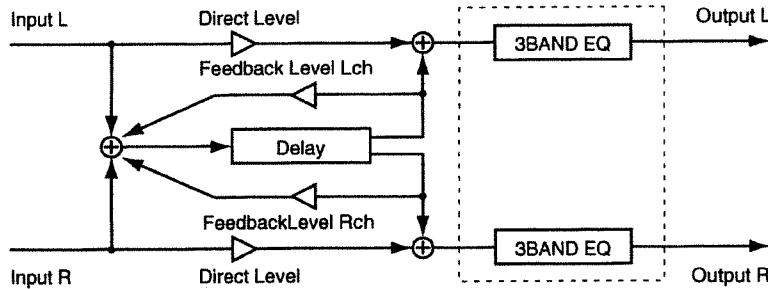 Input L
Direct Level
Output L
3BAND EQ
Feedback Level Lch
Delay
FeedbackLevel Rch
3BAND EQ
Input R
Direct Level
Output R